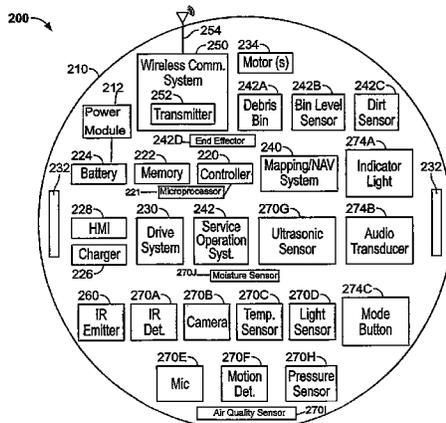 200
210
254
250
Wireless Comm.
System
252
Transmitter
234
Motor (s)
212
Power
Module
242A
Debris
Bin
242B
Bin Level
Sensor
242C
Dirt
Sensor
242D
End Effector
224
Battery
222
Memory
220
Controller
221
Microprocessor
240
Mapping/NAV
System
274A
Indicator
Light
232
232
228
HMI
Charger
226
230
Drive
System
242
Service
Operation
Syst.
270G
Ultrasonic
Sensor
274B
Audio
Transducer
270J
Moisture Sensor
260
IR
Emitter
270A
IR
Det.
270B
Camera
270C
Temp.
Sensor
270D
Light
Sensor
274C
Mode
Button
270E
Mic
270F
Motion
Det.
270H
Pressure
Sensor
Air Quality Sensor
270I